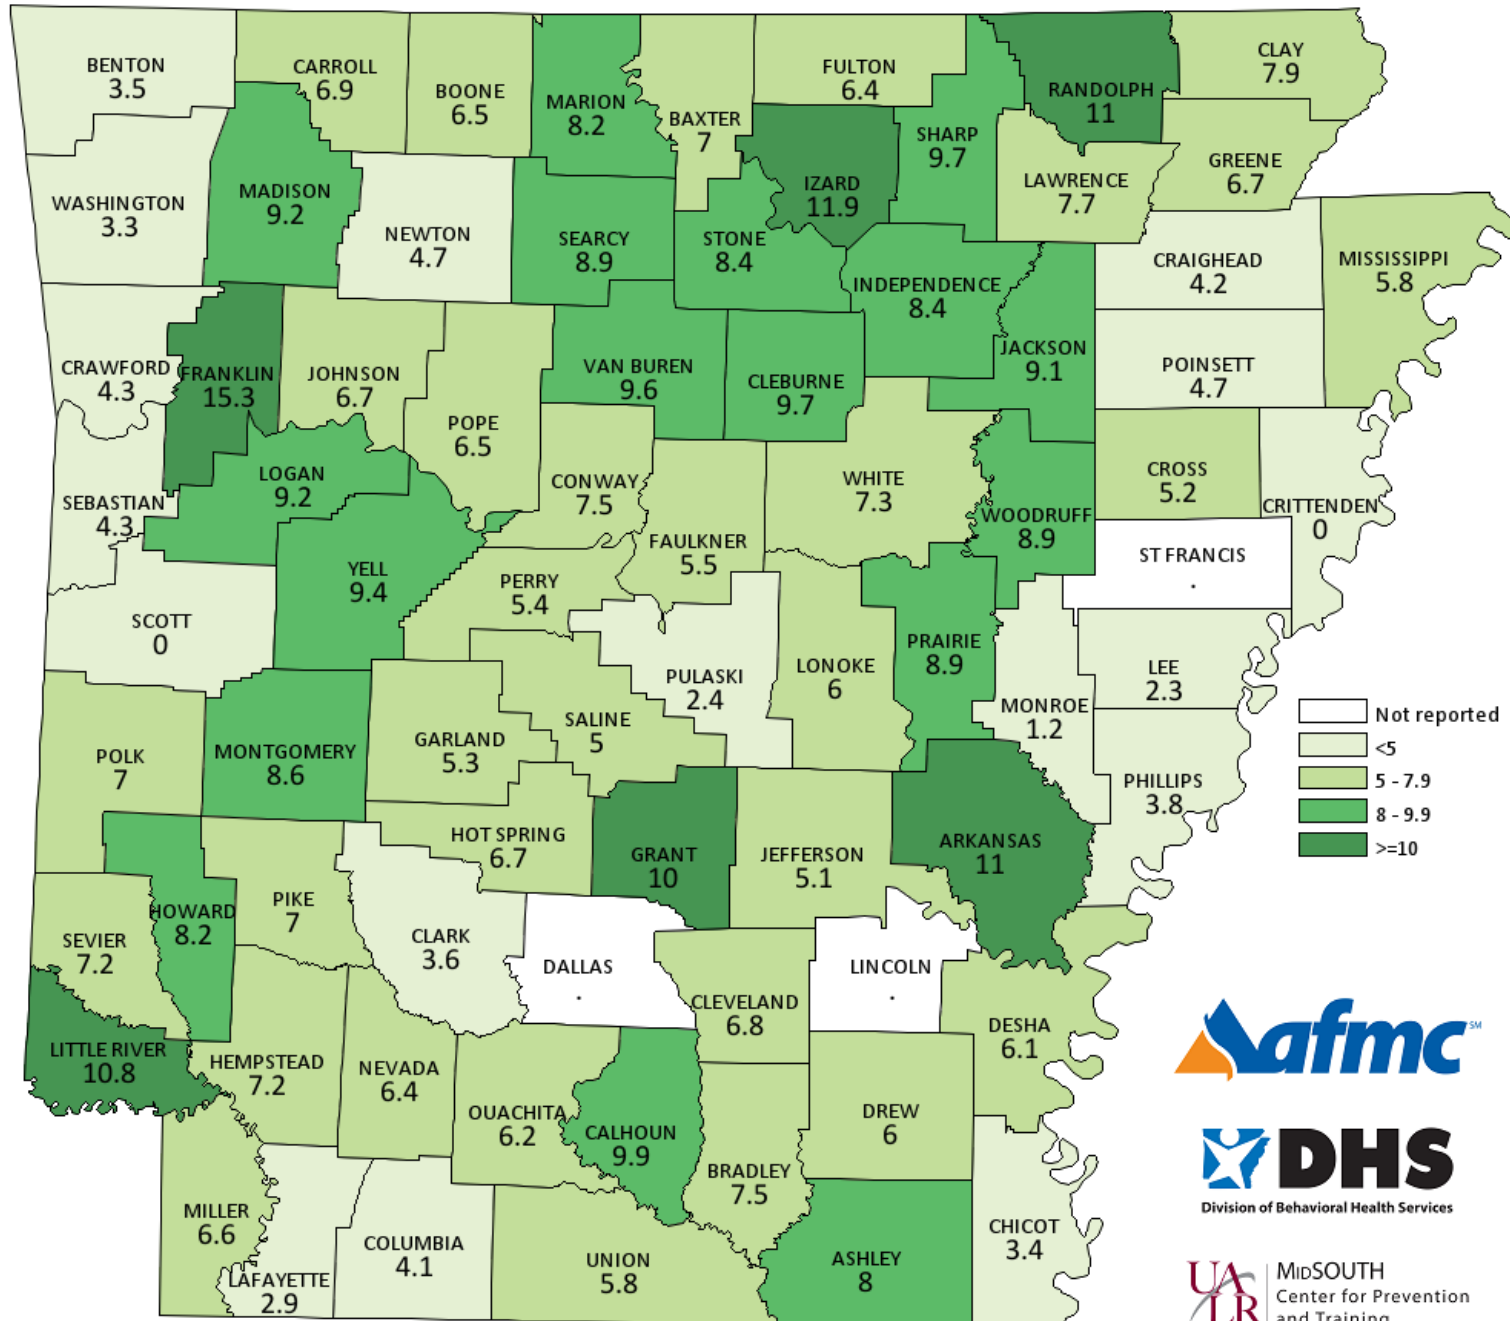 BENTON
3.5
CARROLL
6.9
BOONE
6.5
MARION
8.2
BAXTER
7
FULTON
6.4
SHARP
9.7
RANDOLPH
11
CLAY
7.9
GREENE
6.7
LAWRENCE
7.7
IZARD
11.9
WASHINGTON
3.3
MADISON
9.2
NEWTON
4.7
SEARCY
8.9
STONE
8.4
INDEPENDENCE
8.4
CRAIGHEAD
4.2
MISSISSIPPI
5.8
CRAWFORD
4.3
FRANKLIN
15.3
JOHNSON
6.7
POPE
6.5
VAN BUREN
9.6
CLEBURNE
9.7
JACKSON
9.1
POINSETT
4.7
SEBASTIAN
4.3
LOGAN
9.2
CONWAY
7.5
WHITE
7.3
WOODRUFF
8.9
CROSS
5.2
CRITTENDEN
0
ST FRANCIS
.
FAULKNER
5.5
YELL
9.4
PERRY
5.4
SCOTT
0
PULASKI
2.4
LONOKE
6
PRAIRIE
8.9
MONROE
1.2
LEE
2.3
Not reported
<5
5 - 7.9
8 - 9.9
>=10
POLK
7
MONTGOMERY
8.6
GARLAND
5.3
SALINE
5
PHILLIPS
3.8
HOT SPRING
6.7
GRANT
10
JEFFERSON
5.1
ARKANSAS
11
SEVIER
7.2
HOWARD
8.2
PIKE
7
CLARK
3.6
DALLAS
.
CLEVELAND
6.8
LINCOLN
.
DESHA
6.1
LITTLE RIVER
10.8
HEMPSTEAD
7.2
NEVADA
6.4
OUACHITA
6.2
CALHOUN
9.9
BRADLEY
7.5
DREW
6
MILLER
6.6
LAFAYETTE
2.9
COLUMBIA
4.1
UNION
5.8
ASHLEY
8
CHICOT
3.4
afmc SM
DHS
Division of Behavioral Health Services
UALR
MIDSOUTH
Center for Prevention
and Training